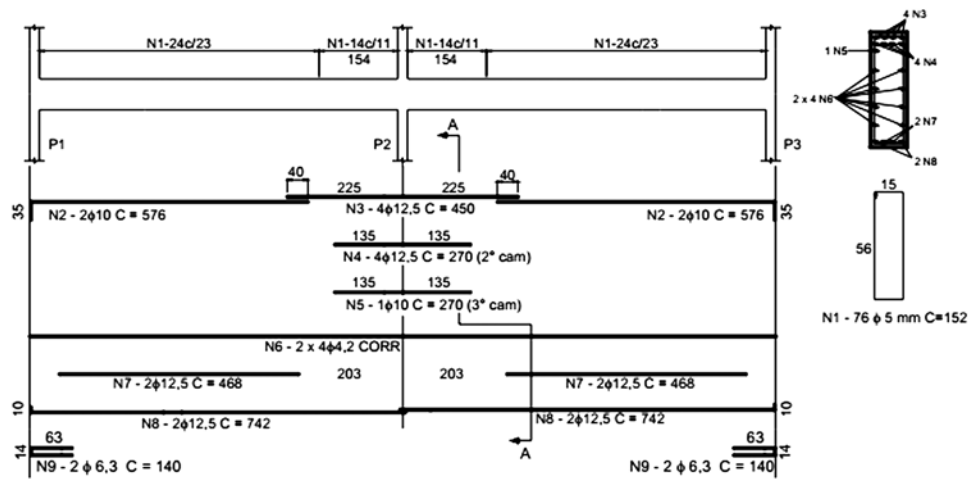 N1-24c/23 N1-14c/11 N1-14c/11 N1-24c/23
154 154
4 N3
1 N5
4 N4
2 x 4 N6
2 N7
2 N8
P1 P2 A P3
40 225 225 40
35 N2 - 2ϕ10 C = 576 N3 - 4ϕ12,5 C = 450 N2 - 2ϕ10 C = 576 35
135 135
N4 - 4ϕ12,5 C = 270 (2° cam)
135 135
N5 - 1ϕ10 C = 270 (3° cam)
15
56
N1 - 76 ϕ 5 mm C=152
N6 - 2 x 4ϕ4,2 CORR
N7 - 2ϕ12,5 C = 468 203 203 N7 - 2ϕ12,5 C = 468
10 N8 - 2ϕ12,5 C = 742 N8 - 2ϕ12,5 C = 742 10
14 63 A 63 14
N9 - 2 ϕ 6,3 C = 140 N9 - 2 ϕ 6,3 C = 140